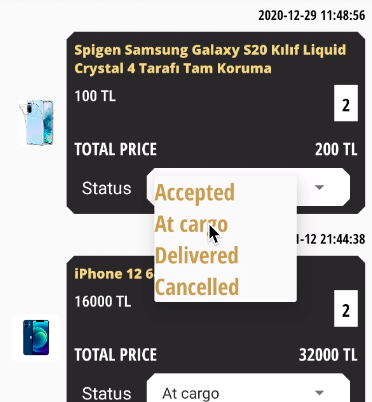 2020-12-29 11:48:56
Spigen Samsung Galaxy S20 Kılıf Liquid
Crystal 4 Tarafı Tam Koruma
100 TL
2
TOTAL PRICE 200 TL
Status
Accepted
At cargo
Delivered
Cancelled
1-12 21:44:38
iPhone 12 6
16000 TL
2
TOTAL PRICE 32000 TL
Status At cargo